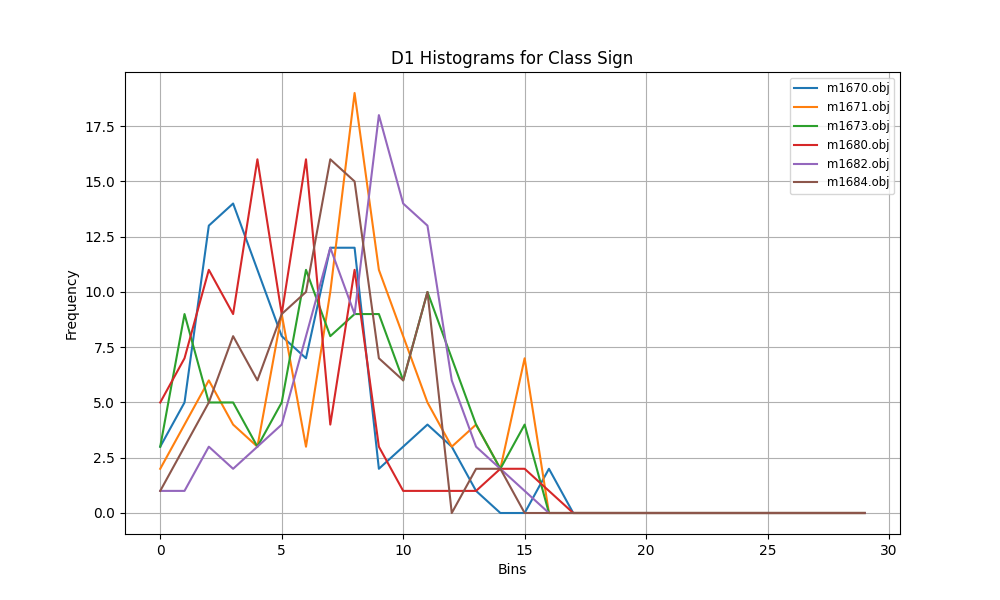 D1 Histograms for Class Sign
m1670.obj
m1671.obj
m1673.obj
m1680.obj
m1682.obj
m1684.obj
Frequency
17.5
15.0
12.5
10.0
7.5
5.0
2.5
0.0
0 5 10 15 20 25 30
Bins